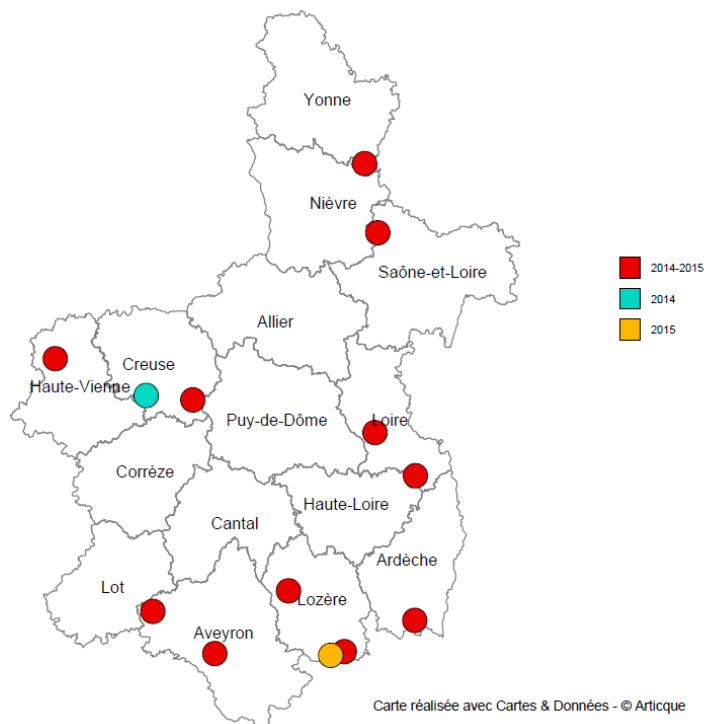 Yonne
Nièvre
Saône-et-Loire
2014-2015
2014
2015
Allier
Creuse
Haute-Vienne
Puy-de-Dôme
Loire
Corrèze
Haute-Loire
Cantal
Ardèche
Lot
Lozère
Aveyron
Carte réalisée avec Cartes & Données - © Articque